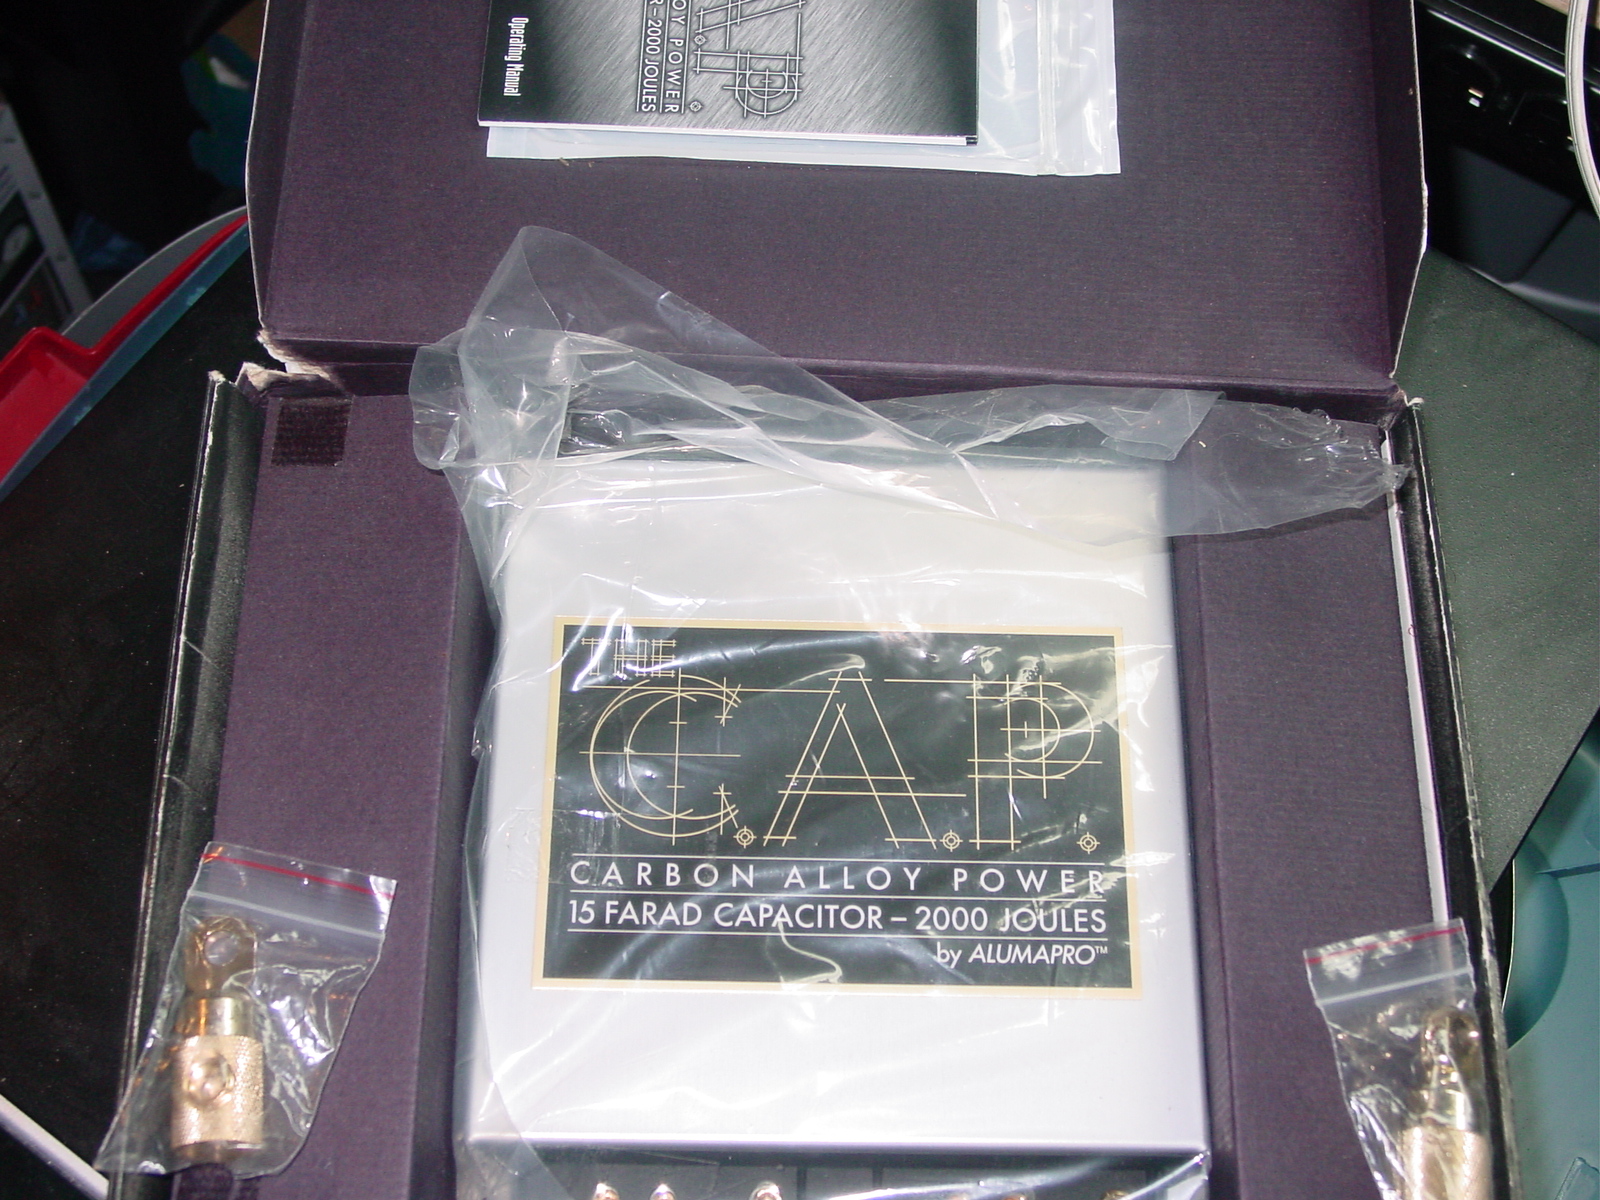 Operating Manual
A.P.
OY POWER
R – 2000 JOULES
THE
C.A.P.
CARBON ALLOY POWER
15 FARAD CAPACITOR – 2000 JOULES
by ALUMAPRO™